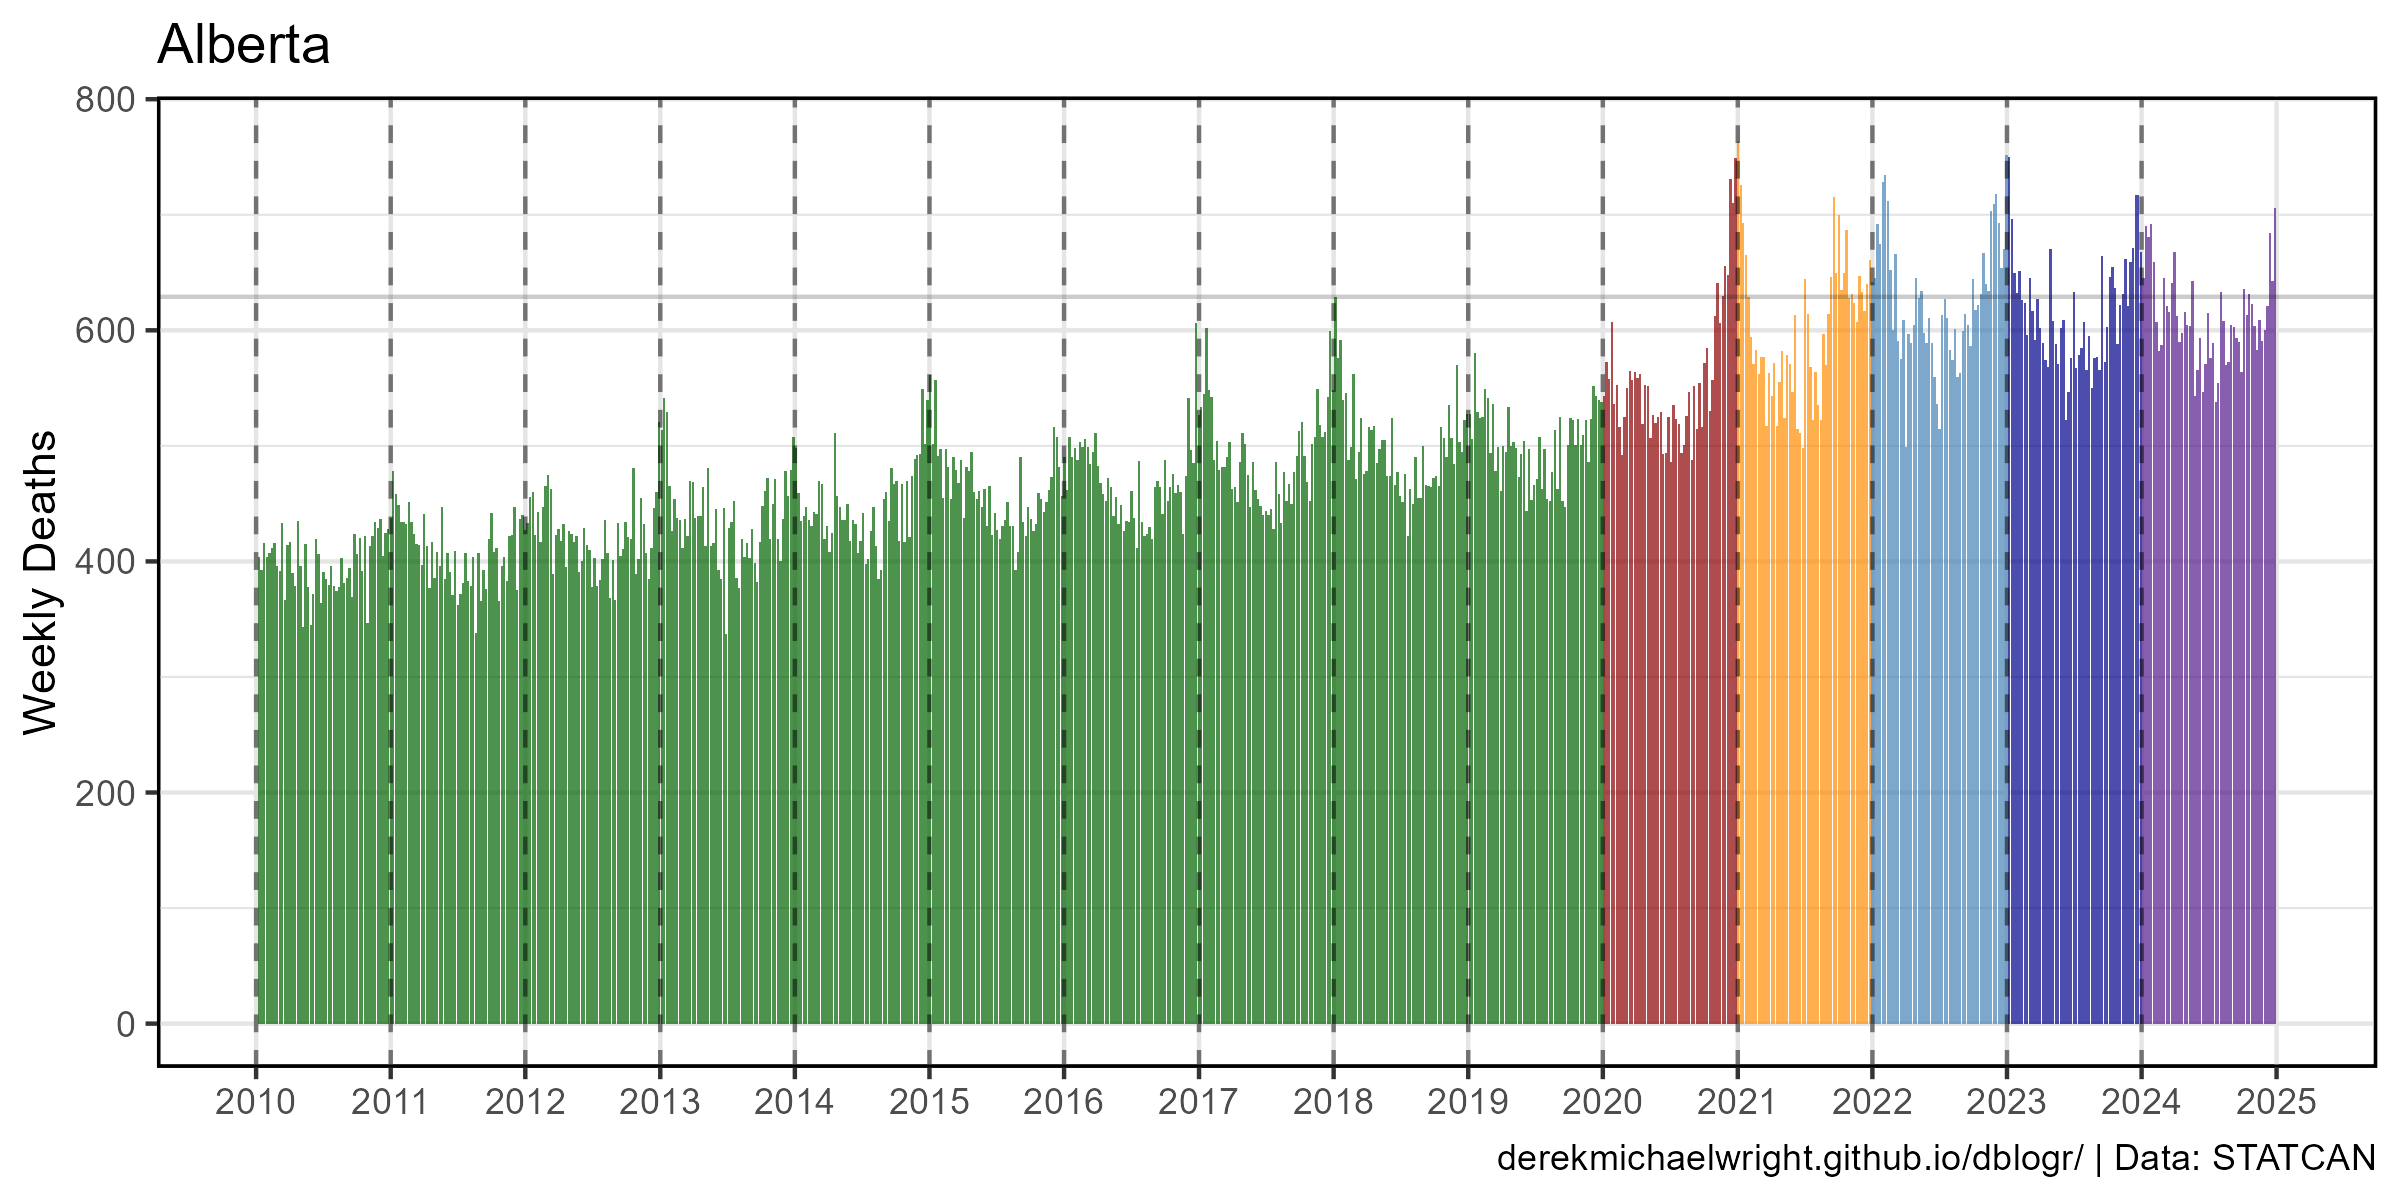 Alberta
Weekly Deaths
800
600
400
200
0
2010 2011 2012 2013 2014 2015 2016 2017 2018 2019 2020 2021 2022 2023 2024 2025
derekmichaelwright.github.io/dblogr/ | Data: STATCAN